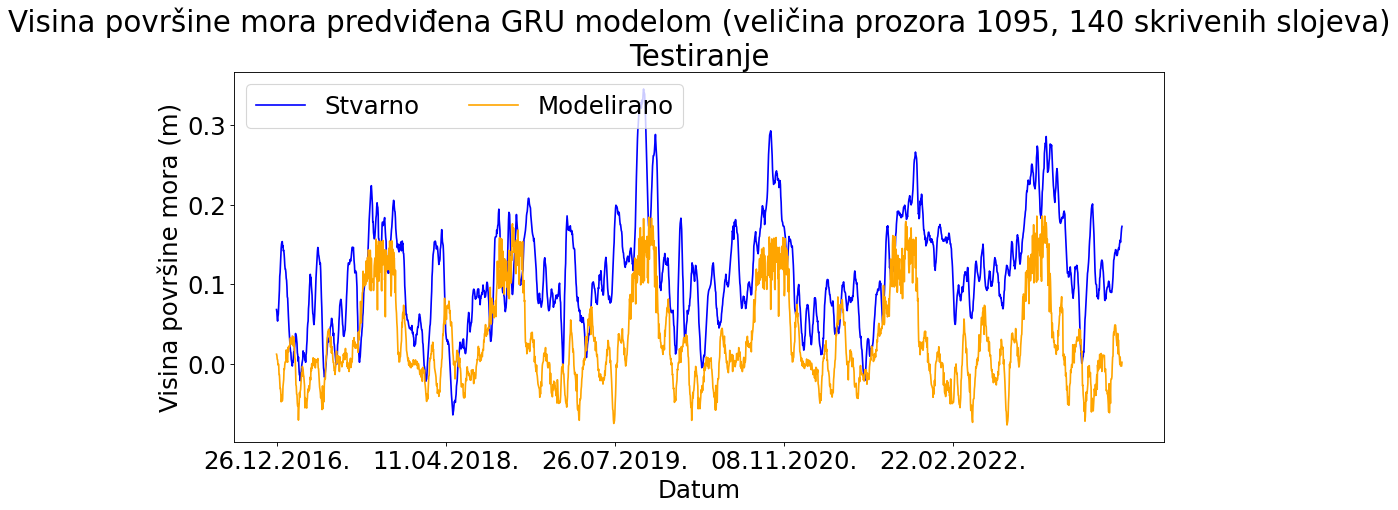 Visina površine mora predviđena GRU modelom (veličina prozora 1095, 140 skrivenih slojeva)
Testiranje
Stvarno Modelirano
Visina površine mora (m)
0.3
0.2
0.1
0.0
26.12.2016. 11.04.2018. 26.07.2019. 08.11.2020. 22.02.2022.
Datum